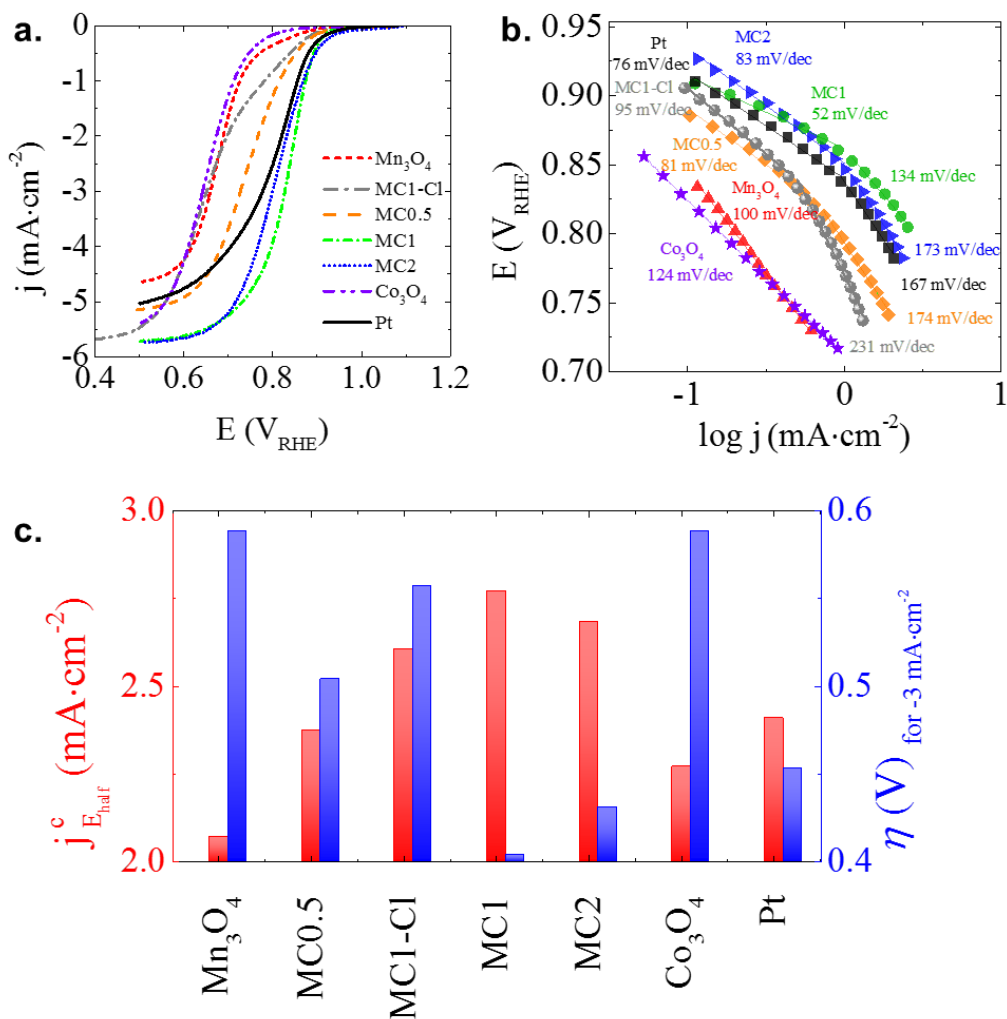 a.
0
-1
-2
-3
-4
-5
-6
j (mA·cm⁻²)
0.4
0.6
0.8
1.0
1.2
E (V_RHE)
Mn₃O₄
MC1-Cl
MC0.5
MC1
MC2
Co₃O₄
Pt
b.
0.95
0.90
0.85
0.80
0.75
0.70
E (V_RHE)
-1
0
1
log j (mA·cm⁻²)
Pt
76 mV/dec
MC2
83 mV/dec
MC1-Cl
95 mV/dec
MC1
52 mV/dec
MC0.5
81 mV/dec
Mn₃O₄
100 mV/dec
134 mV/dec
Co₃O₄
124 mV/dec
173 mV/dec
167 mV/dec
174 mV/dec
231 mV/dec
c.
3.0
2.5
2.0
j^c_E_half (mA·cm⁻²)
0.6
0.5
0.4
η (V) for -3 mA·cm⁻²
Mn₃O₄
MC0.5
MC1-Cl
MC1
MC2
Co₃O₄
Pt